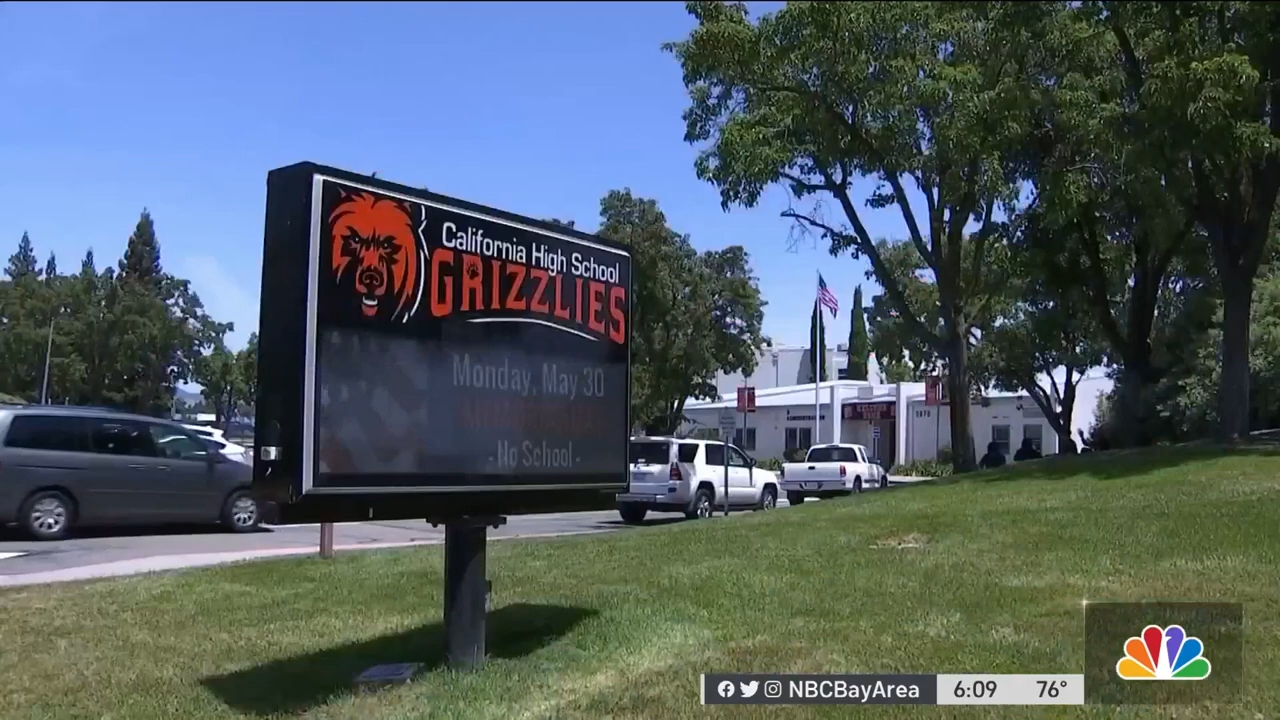 California High School
GRIZZLIES
Monday, May 30
- No School -
NBCBayArea
6:09
76°